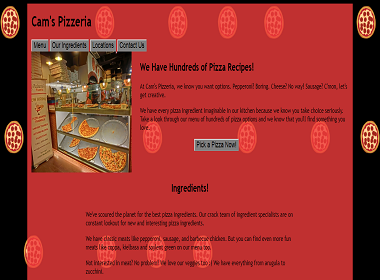 Cam's Pizzeria
Menu Our Ingredients Locations Contact Us
We Have Hundreds of Pizza Recipes!
At Cam's Pizzeria, we know you want options. Pepperoni? Boring. Cheese? No way! Sausage? C'mon, let's
get creative.
We have every pizza ingredient imaginable in our kitchen because we know you take choice seriously.
Take a look through our menu of hundreds of pizza options and we know that you'll find something you
like.
Pick a Pizza Now!
Ingredients!
We've scoured the planet for the best pizza ingredients. Our crack team of ingredient specialists are on
constant lookout for new and interesting pizza ingredients.
We have classic meats like pepperoni, sausage, and barbecue chicken. But you can find even more fun
meats like coppa, kielbasa and on our menu too.
Not interested in meat? No problem! We love our veggies too! We have everything from arugula to
zucchini.